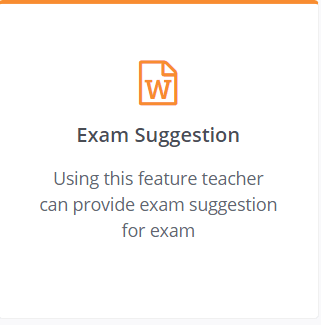 W
Exam Suggestion
Using this feature teacher
can provide exam suggestion
for exam